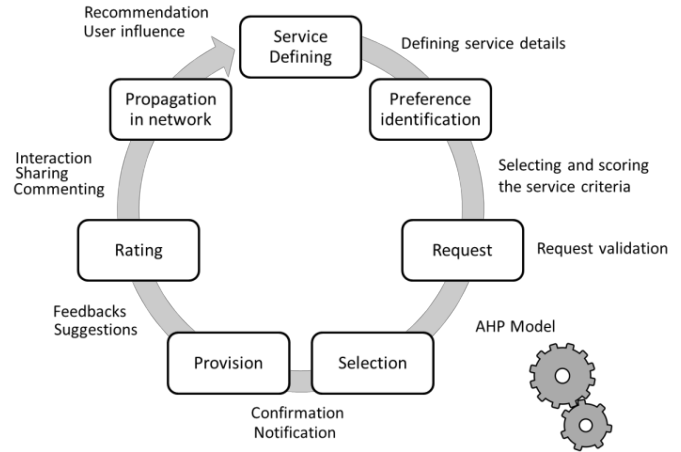 Recommendation
User influence
Service
Defining
Defining service details
Propagation
in network
Preference
identification
Interaction
Sharing
Commenting
Selecting and scoring
the service criteria
Rating
Request
Request validation
Feedbacks
Suggestions
AHP Model
Provision
Selection
Confirmation
Notification